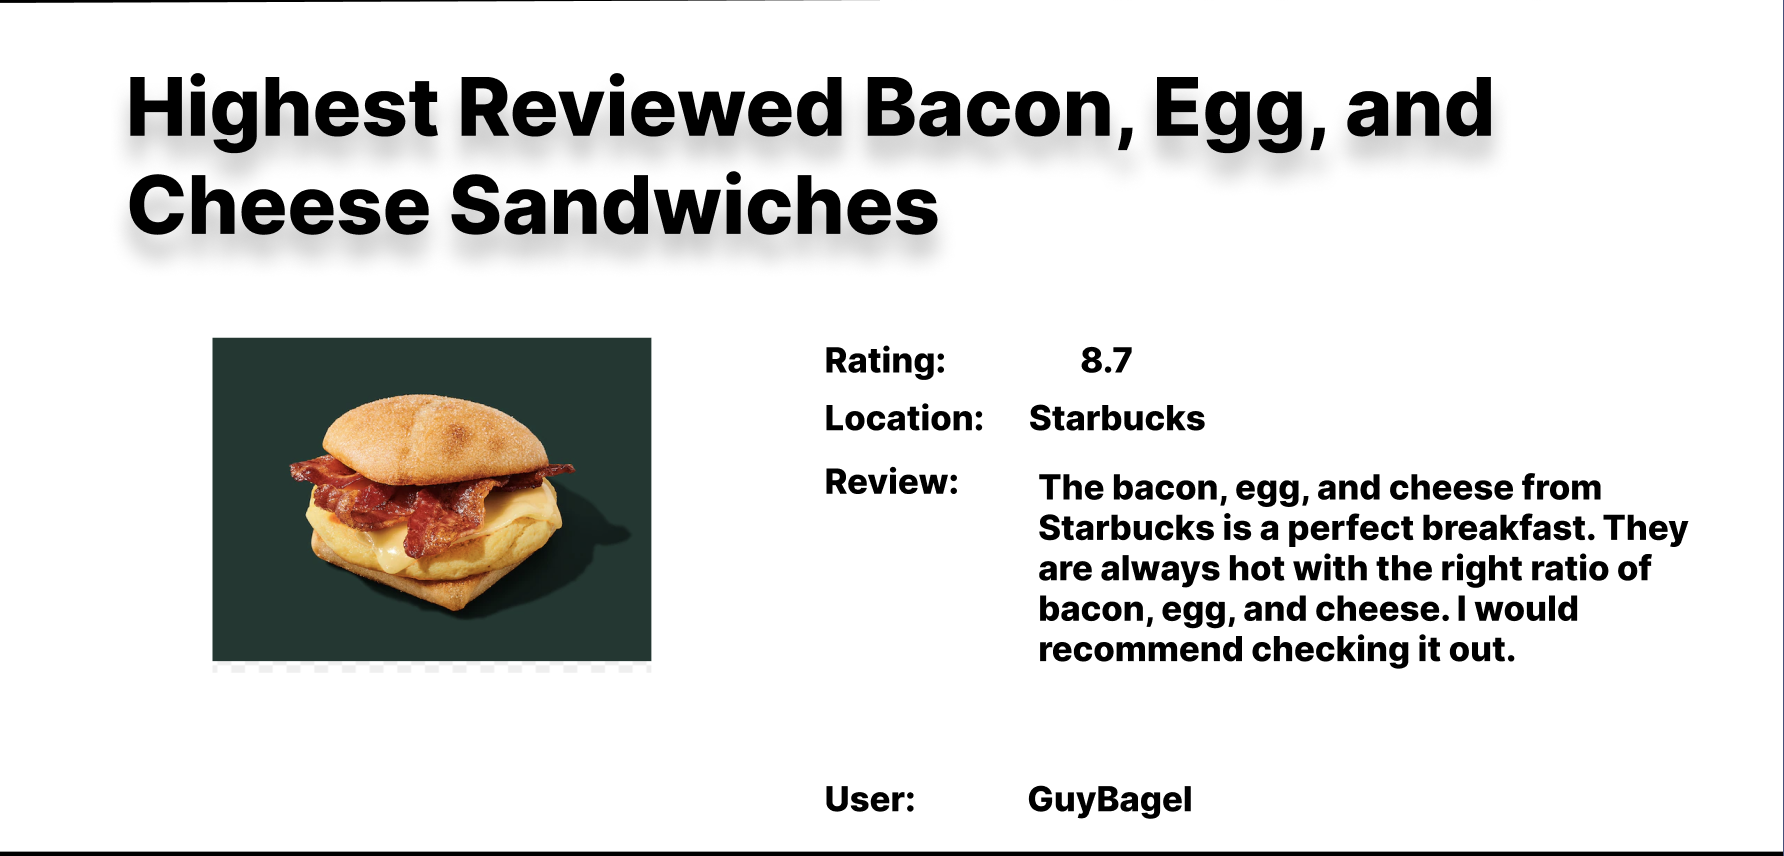 Highest Reviewed Bacon, Egg, and
Cheese Sandwiches
Rating: 8.7
Location: Starbucks
Review: The bacon, egg, and cheese from
Starbucks is a perfect breakfast. They
are always hot with the right ratio of
bacon, egg, and cheese. I would
recommend checking it out.
User: GuyBagel